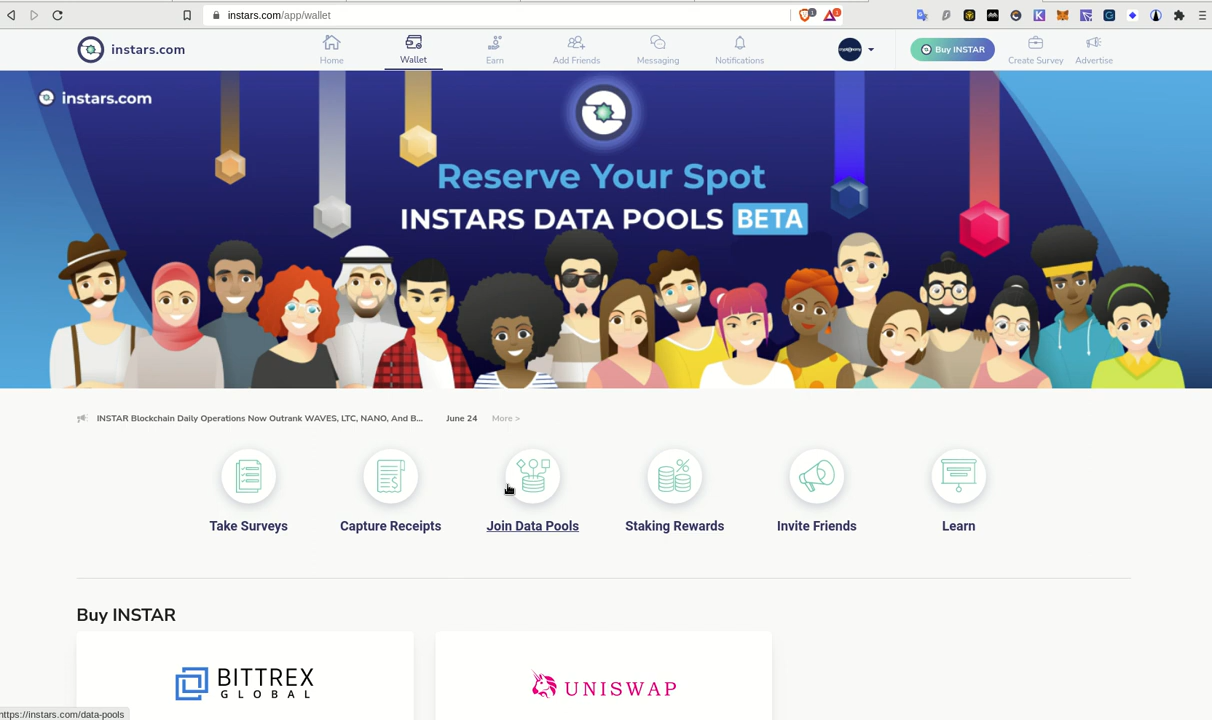 instars.com/app/wallet
1
1
instars.com
Home
Wallet
Earn
Add Friends
Messaging
Notifications
Buy INSTAR
Create Survey
Advertise
instars.com
Reserve Your Spot
INSTARS DATA POOLS BETA
INSTAR Blockchain Daily Operations Now Outrank WAVES, LTC, NANO, And B... June 24 More >
Take Surveys
Capture Receipts
Join Data Pools
Staking Rewards
Invite Friends
Learn
Buy INSTAR
BITTREX
GLOBAL
UNISWAP
https://instars.com/data-pools